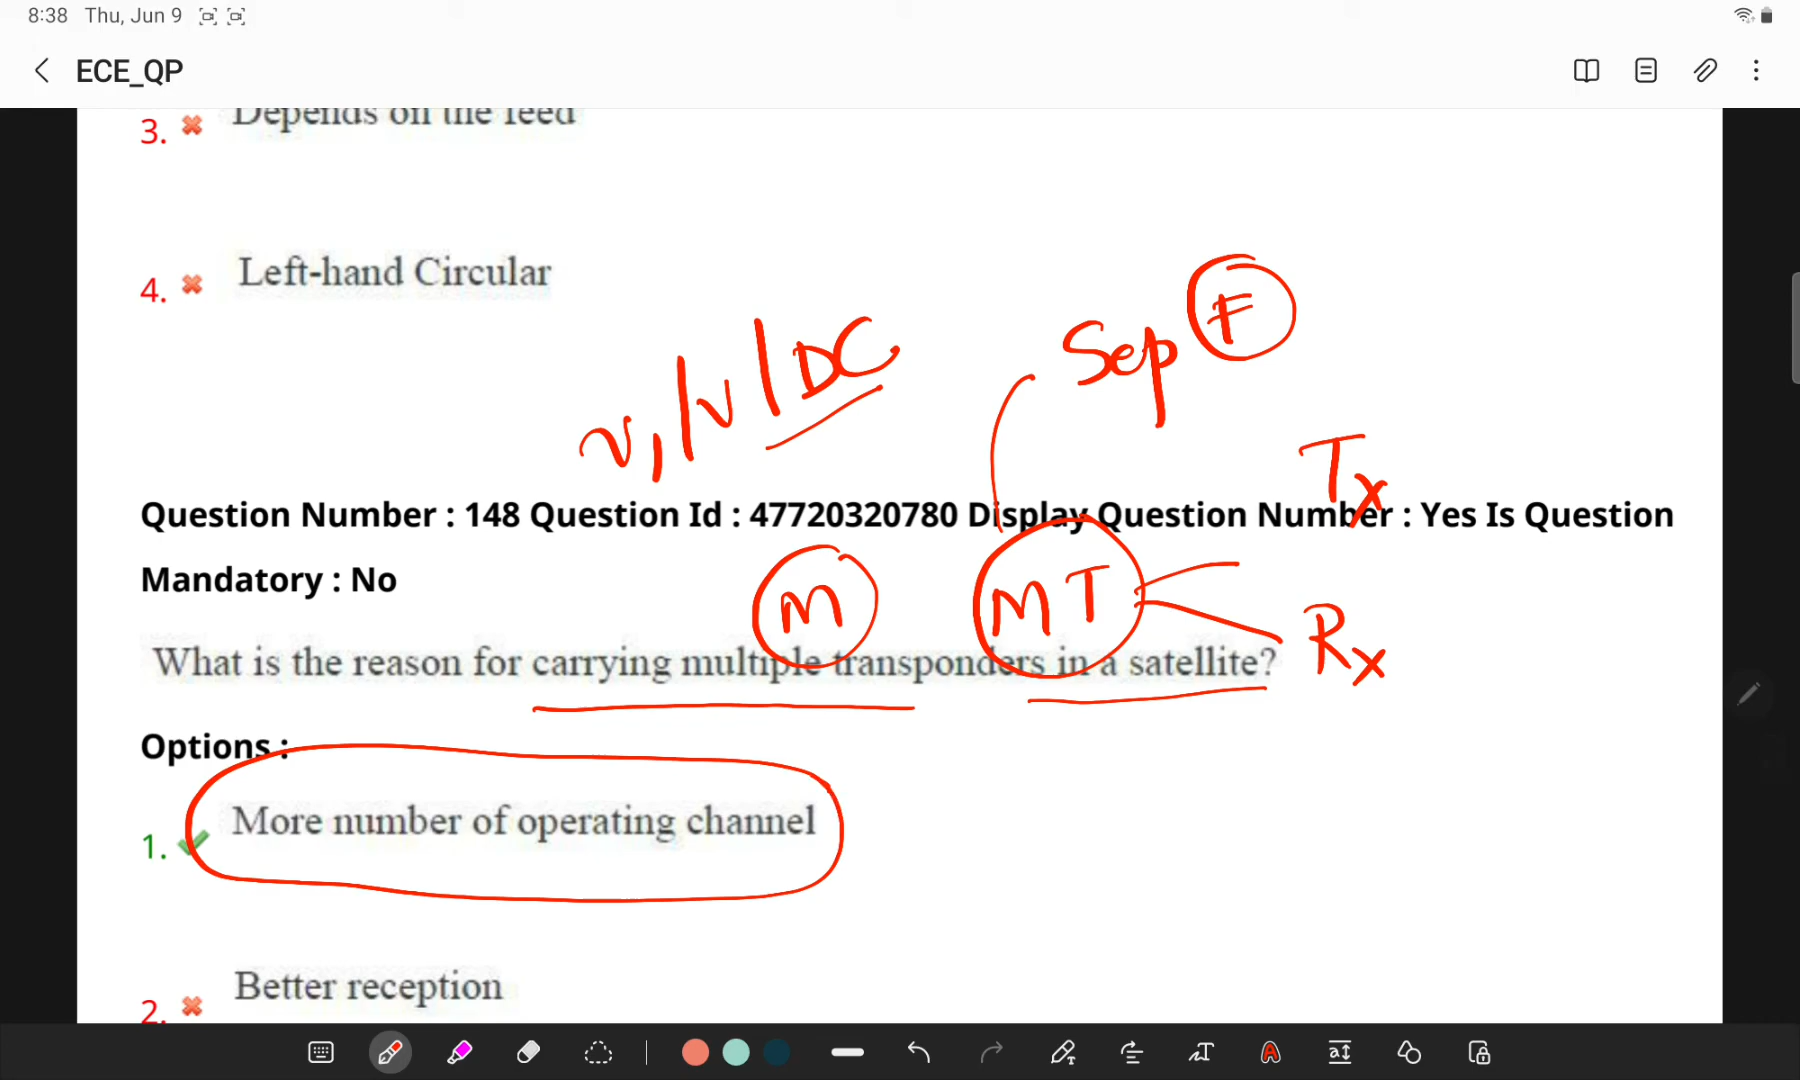 8:38 Thu, Jun 9
ECE_QP
3. Depends on the feed
4. Left-hand Circular
Sep F
v, / v / DC
Tx
Question Number : 148 Question Id : 47720320780 Display Question Number : Yes Is Question
Mandatory : No
M MT
Rx
What is the reason for carrying multiple transponders in a satellite?
Options :
1. More number of operating channel
2. Better reception